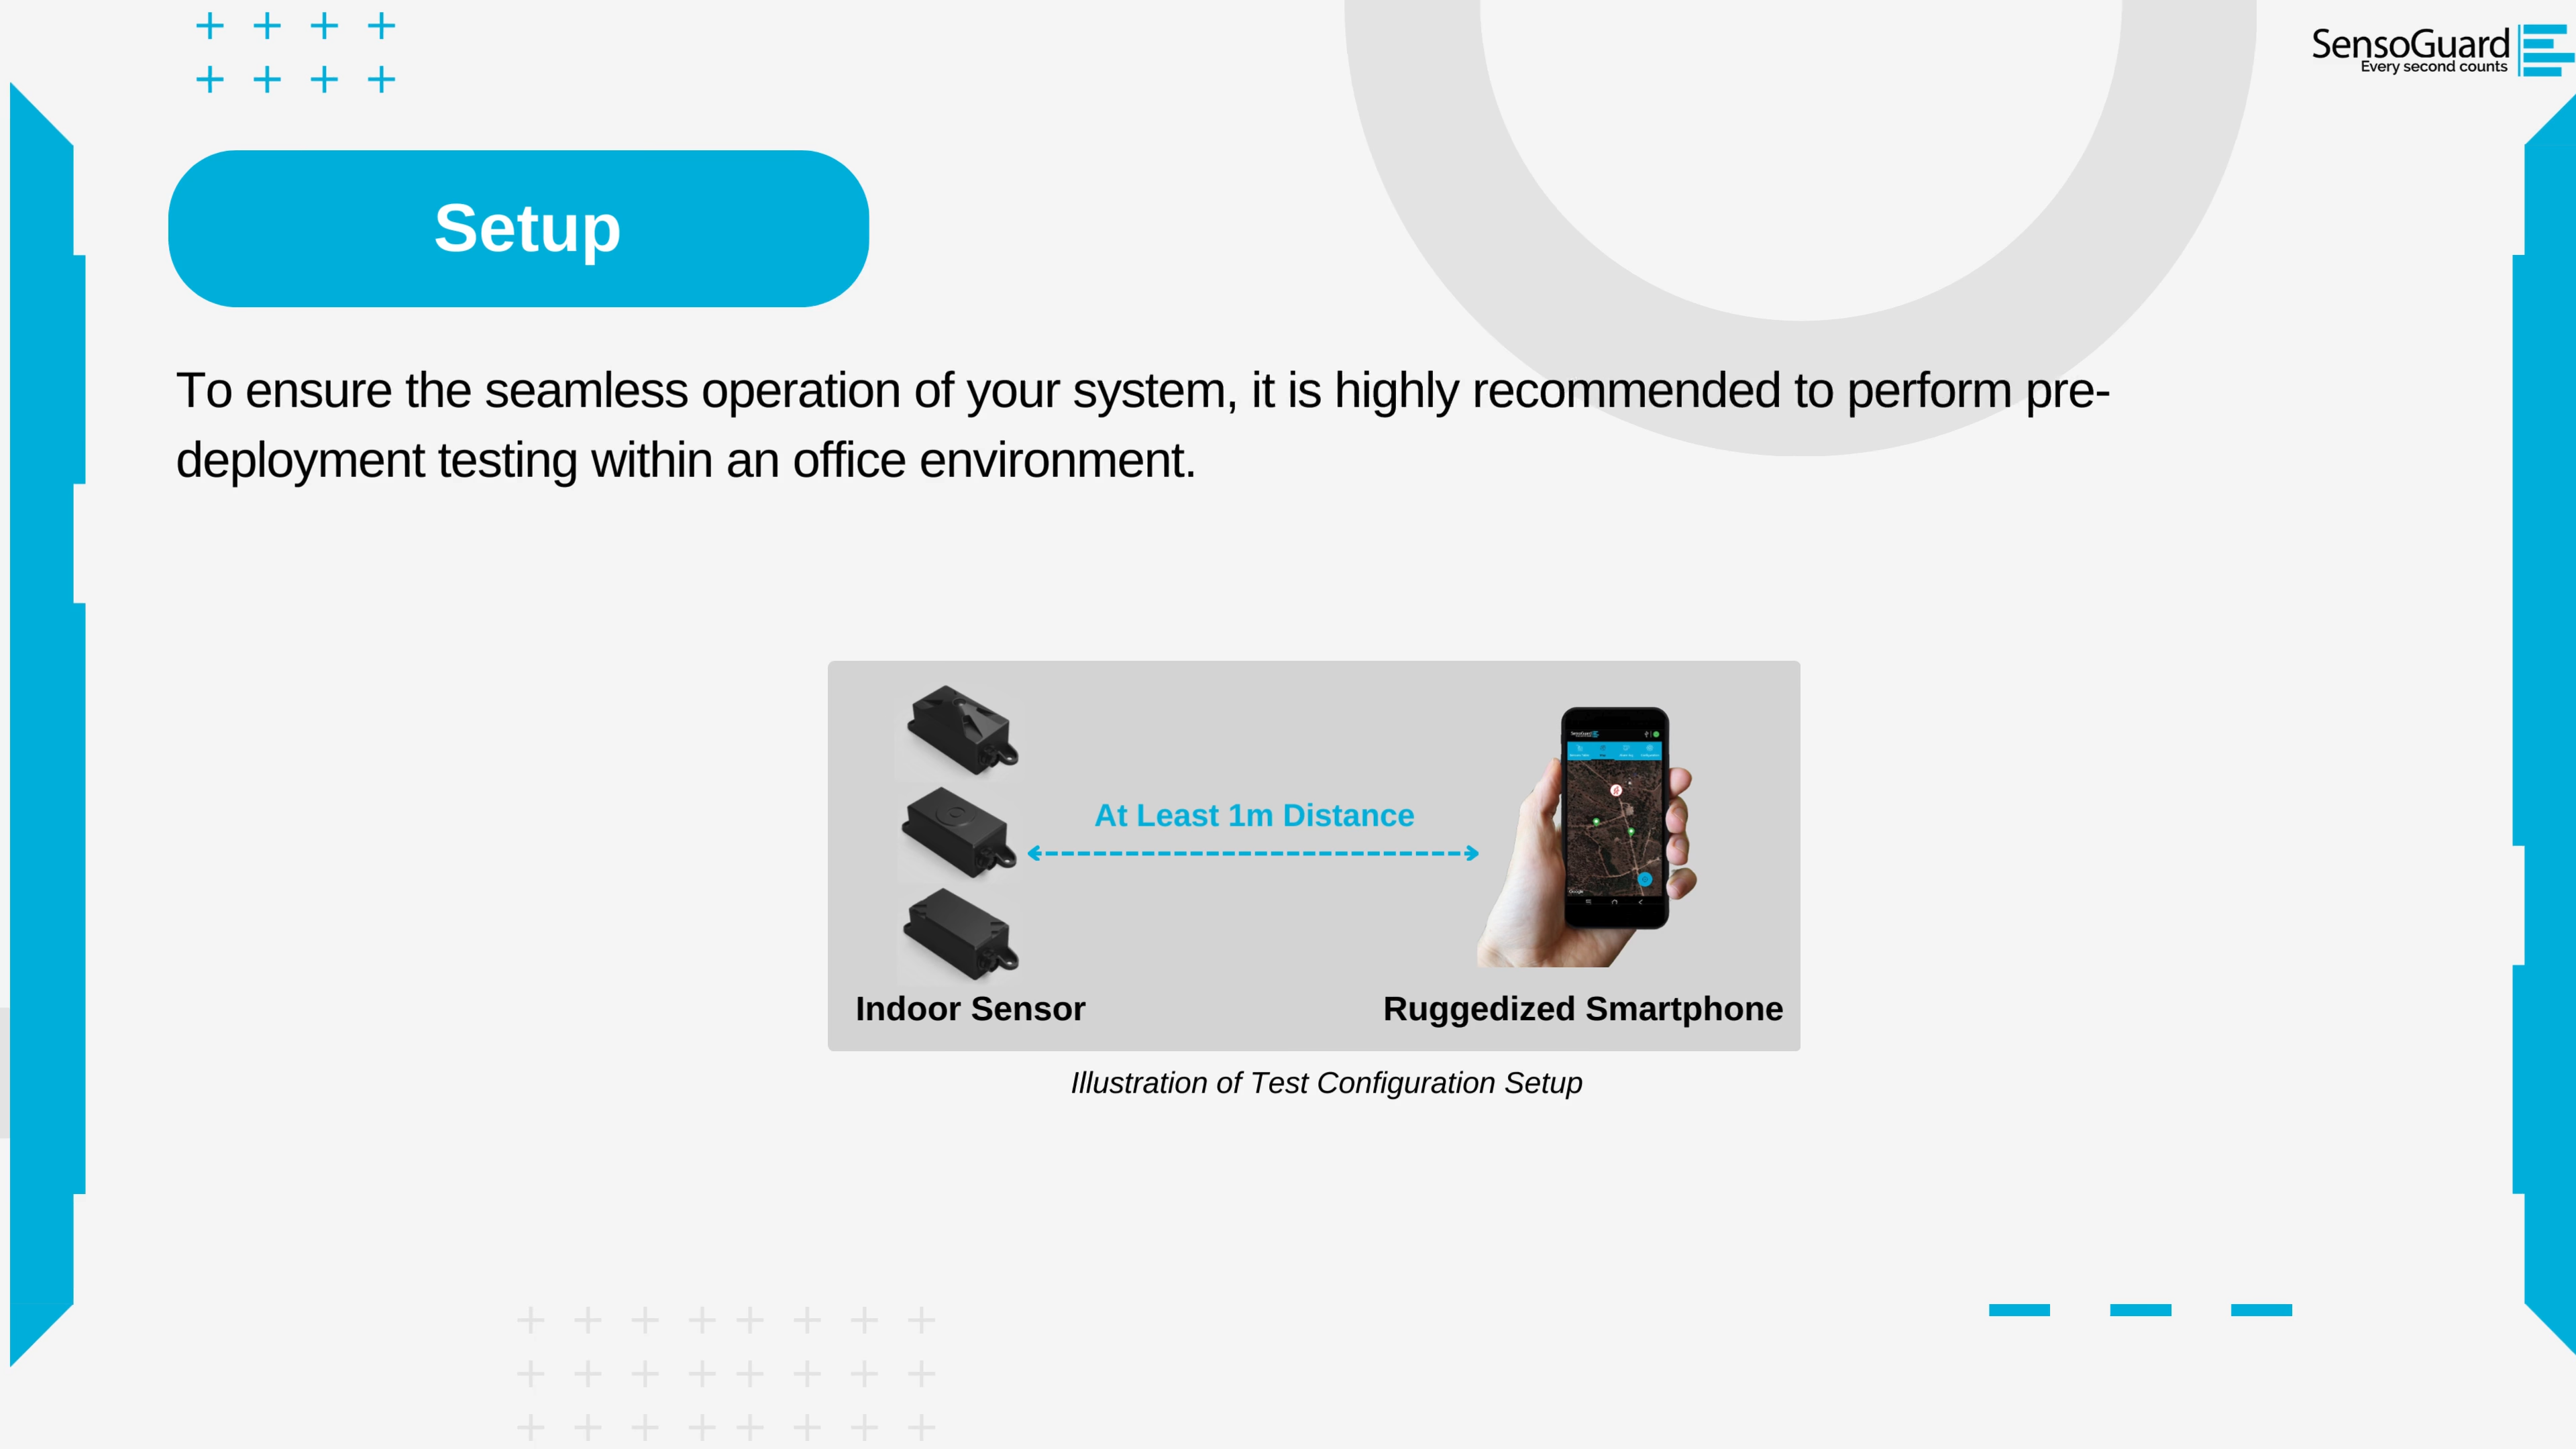 SensoGuard
Every second counts
Setup
To ensure the seamless operation of your system, it is highly recommended to perform pre-
deployment testing within an office environment.
At Least 1m Distance
Indoor Sensor
Ruggedized Smartphone
Illustration of Test Configuration Setup